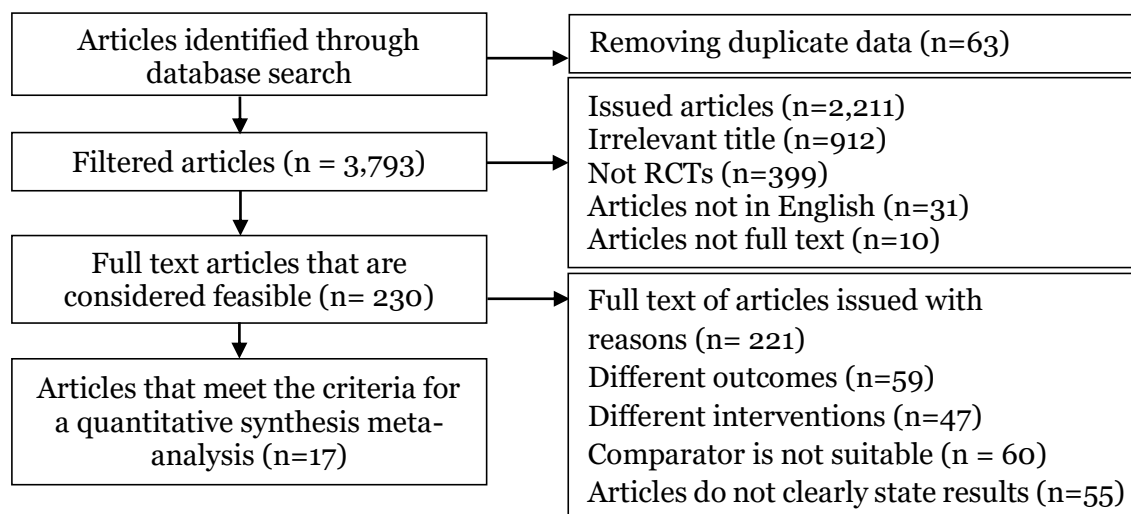 Articles identified through
database search
Removing duplicate data (n=63)
Filtered articles (n = 3,793)
Issued articles (n=2,211)
Irrelevant title (n=912)
Not RCTs (n=399)
Articles not in English (n=31)
Articles not full text (n=10)
Full text articles that are
considered feasible (n= 230)
Full text of articles issued with
reasons (n= 221)
Different outcomes (n=59)
Different interventions (n=47)
Comparator is not suitable (n = 60)
Articles do not clearly state results (n=55)
Articles that meet the criteria for
a quantitative synthesis meta-
analysis (n=17)